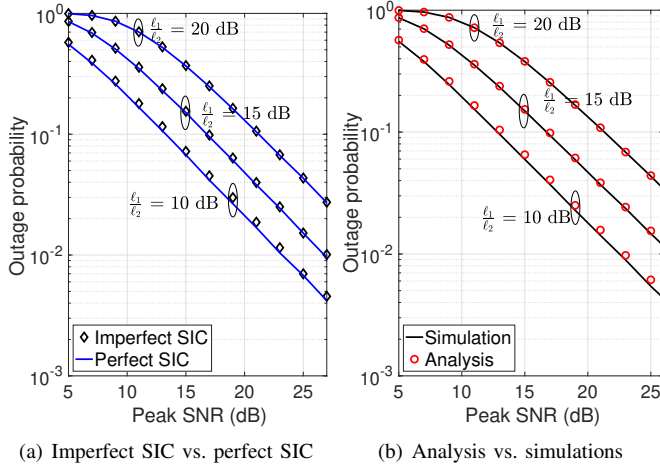 10^0
ℓ1/ℓ2 = 20 dB
ℓ1/ℓ2 = 15 dB
10^-1
ℓ1/ℓ2 = 10 dB
10^-2
Imperfect SIC
Perfect SIC
10^-3
5 10 15 20 25
Outage probability
Peak SNR (dB)
(a) Imperfect SIC vs. perfect SIC
10^0
ℓ1/ℓ2 = 20 dB
ℓ1/ℓ2 = 15 dB
10^-1
ℓ1/ℓ2 = 10 dB
10^-2
Simulation
Analysis
10^-3
5 10 15 20 25
Outage probability
Peak SNR (dB)
(b) Analysis vs. simulations